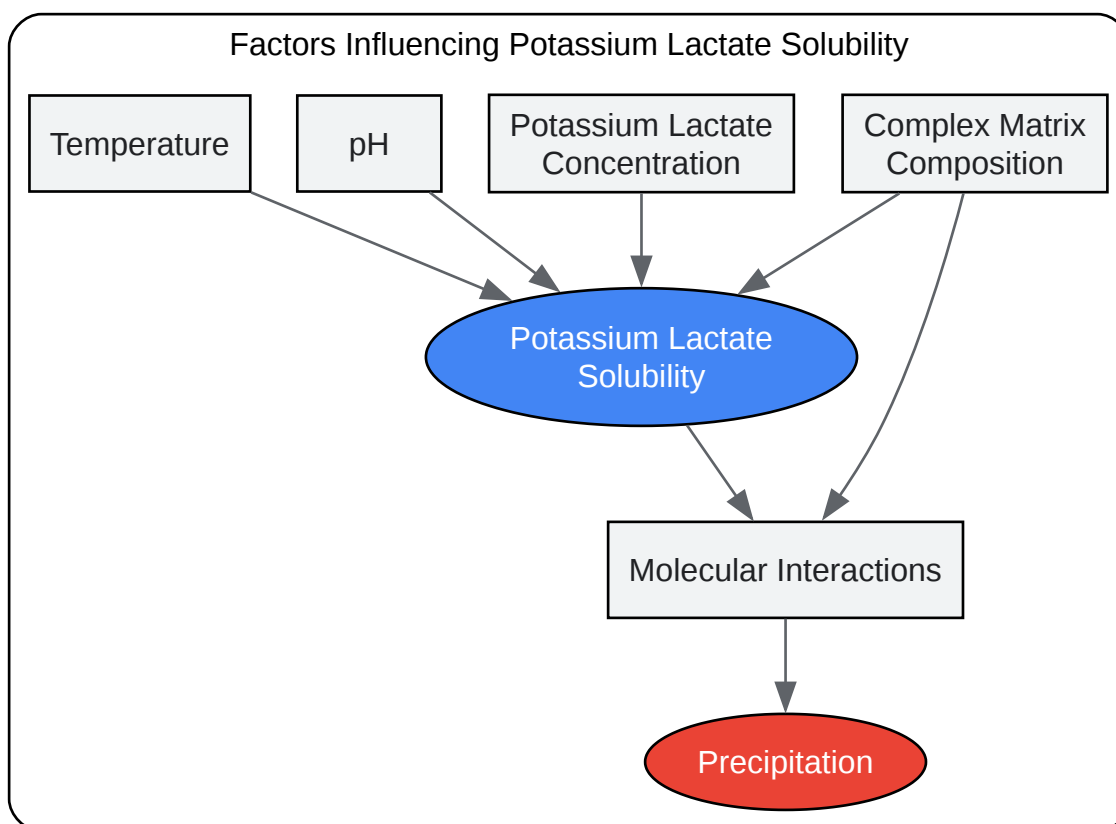 Factors Influencing Potassium Lactate Solubility
Temperature
pH
Potassium Lactate
Concentration
Complex Matrix
Composition
Potassium Lactate
Solubility
Molecular Interactions
Precipitation